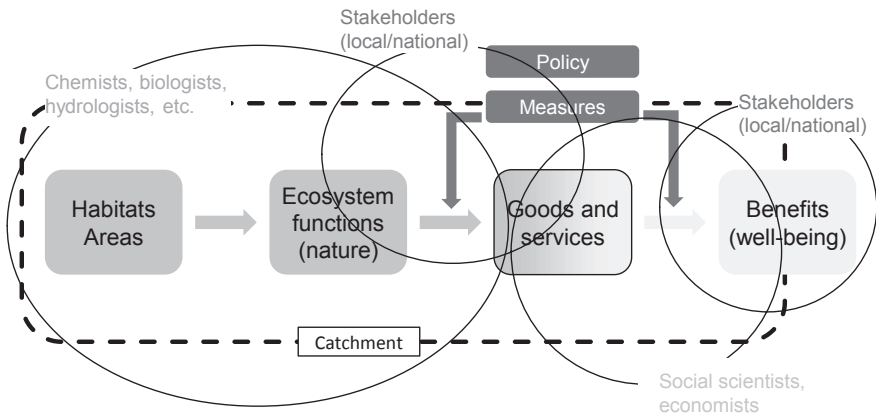 Stakeholders
(local/national)
Policy
Chemists, biologists,
hydrologists, etc.
Measures
Stakeholders
(local/national)
Habitats
Areas
Ecosystem
functions
(nature)
Goods and
services
Benefits
(well-being)
Catchment
Social scientists,
economists